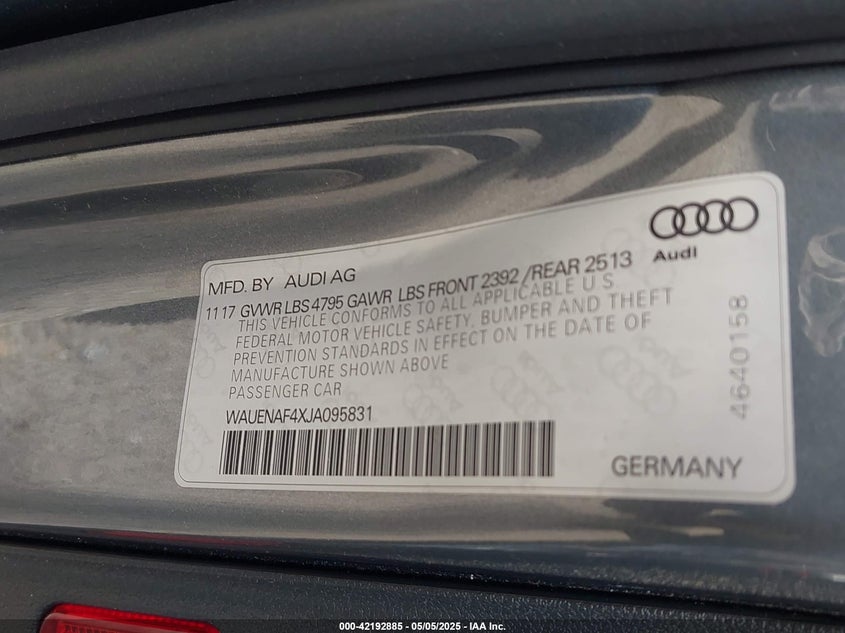 Audi
MFD. BY AUDI AG
11 17 GVWR LBS 4795 GAWR LBS FRONT 2392 /REAR 2513
THIS VEHICLE CONFORMS TO ALL APPLICABLE U S
FEDERAL MOTOR VEHICLE SAFETY, BUMPER AND THEFT
PREVENTION STANDARDS IN EFFECT ON THE DATE OF
MANUFACTURE SHOWN ABOVE
PASSENGER CAR
WAUENAF4XJA095831
4640158
GERMANY
000-42192885 - 05/05/2025 - IAA Inc.